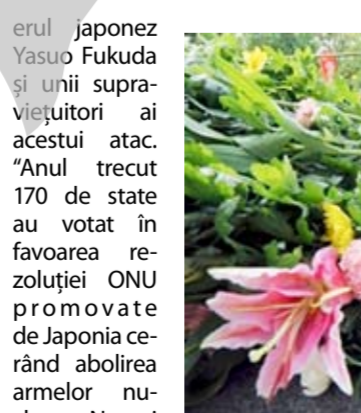 erul japonez
Yasuo Fukuda
și unii supra-
viețuitori ai
acestui atac.
“Anul trecut
170 de state
au votat în
favoarea re-
zoluției ONU
promovate
de Japonia ce-
rând abolirea
armelor nu-